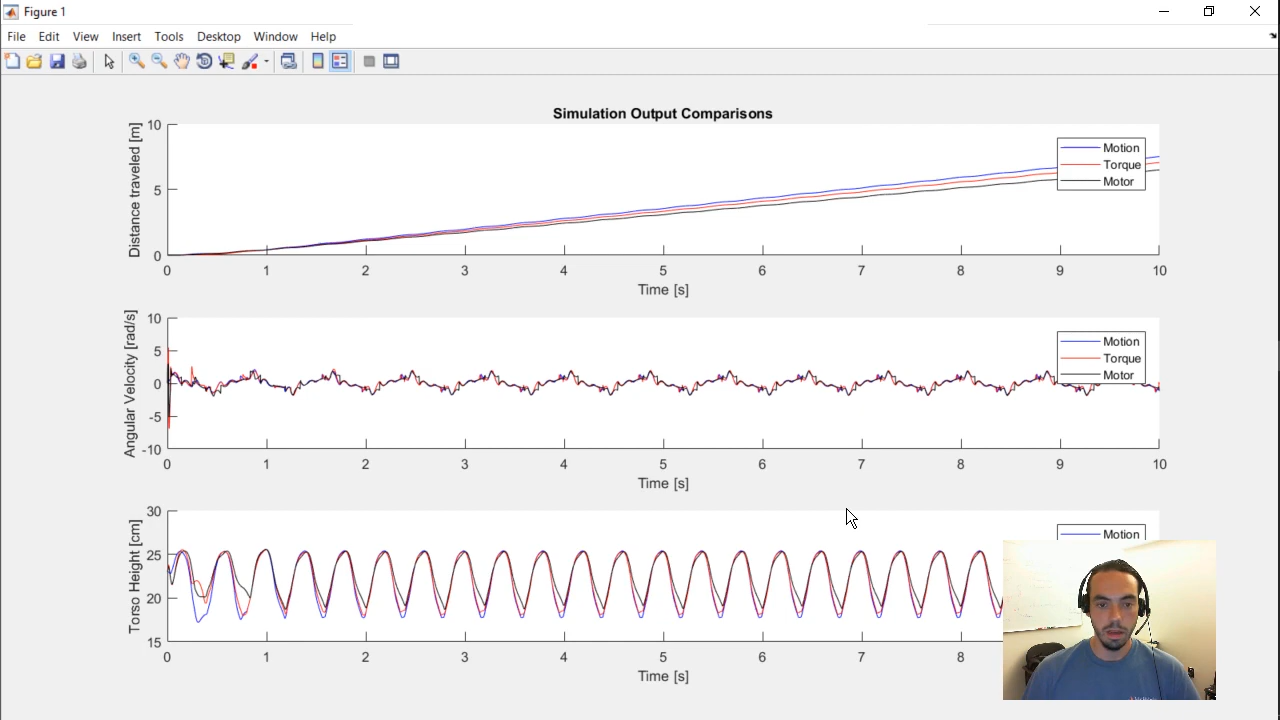 Figure 1
File Edit View Insert Tools Desktop Window Help
Simulation Output Comparisons
Distance traveled [m]
10
5
0
0 1 2 3 4 5 6 7 8 9 10
Time [s]
Motion
Torque
Motor
Angular Velocity [rad/s]
10
5
0
-5
-10
0 1 2 3 4 5 6 7 8 9 10
Time [s]
Motion
Torque
Motor
Torso Height [cm]
30
25
20
15
0 1 2 3 4 5 6 7 8
Time [s]
Motion